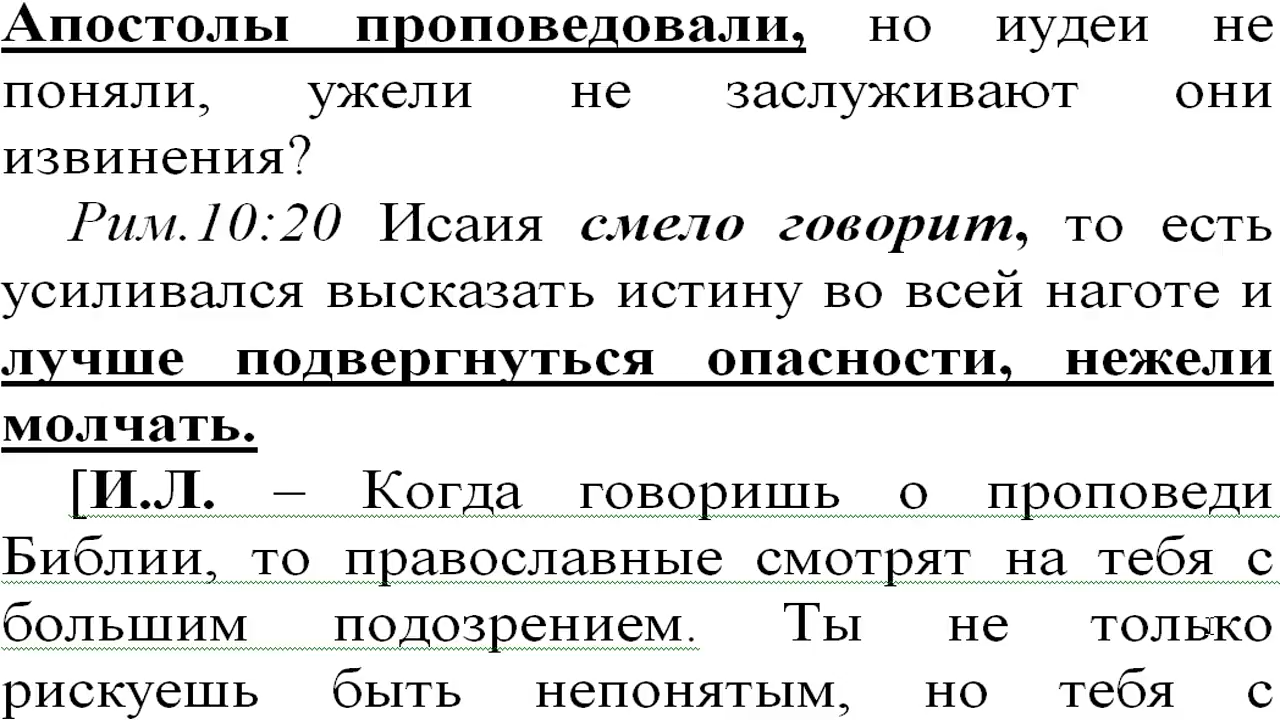 Апостолы проповедовали, но иудеи не
поняли, ужели не заслуживают они
извинения?
Рим.10:20 Исаия смело говорит, то есть
усиливался высказать истину во всей наготе и
лучше подвергнуться опасности, нежели
молчать.
[И.Л. – Когда говоришь о проповеди
Библии, то православные смотрят на тебя с
большим подозрением. Ты не только
рискуешь быть непонятым, но тебя с